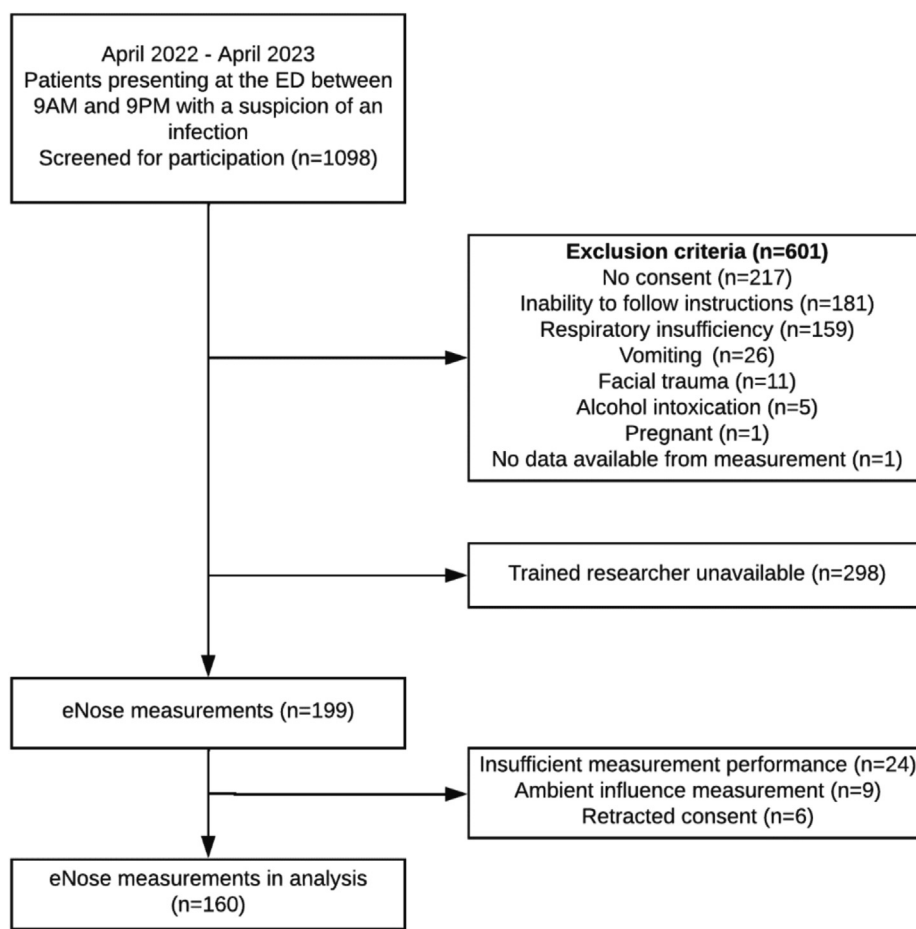 April 2022 - April 2023
Patients presenting at the ED between
9AM and 9PM with a suspicion of an
infection
Screened for participation (n=1098)
Exclusion criteria (n=601)
No consent (n=217)
Inability to follow instructions (n=181)
Respiratory insufficiency (n=159)
Vomiting (n=26)
Facial trauma (n=11)
Alcohol intoxication (n=5)
Pregnant (n=1)
No data available from measurement (n=1)
Trained researcher unavailable (n=298)
eNose measurements (n=199)
Insufficient measurement performance (n=24)
Ambient influence measurement (n=9)
Retracted consent (n=6)
eNose measurements in analysis
(n=160)